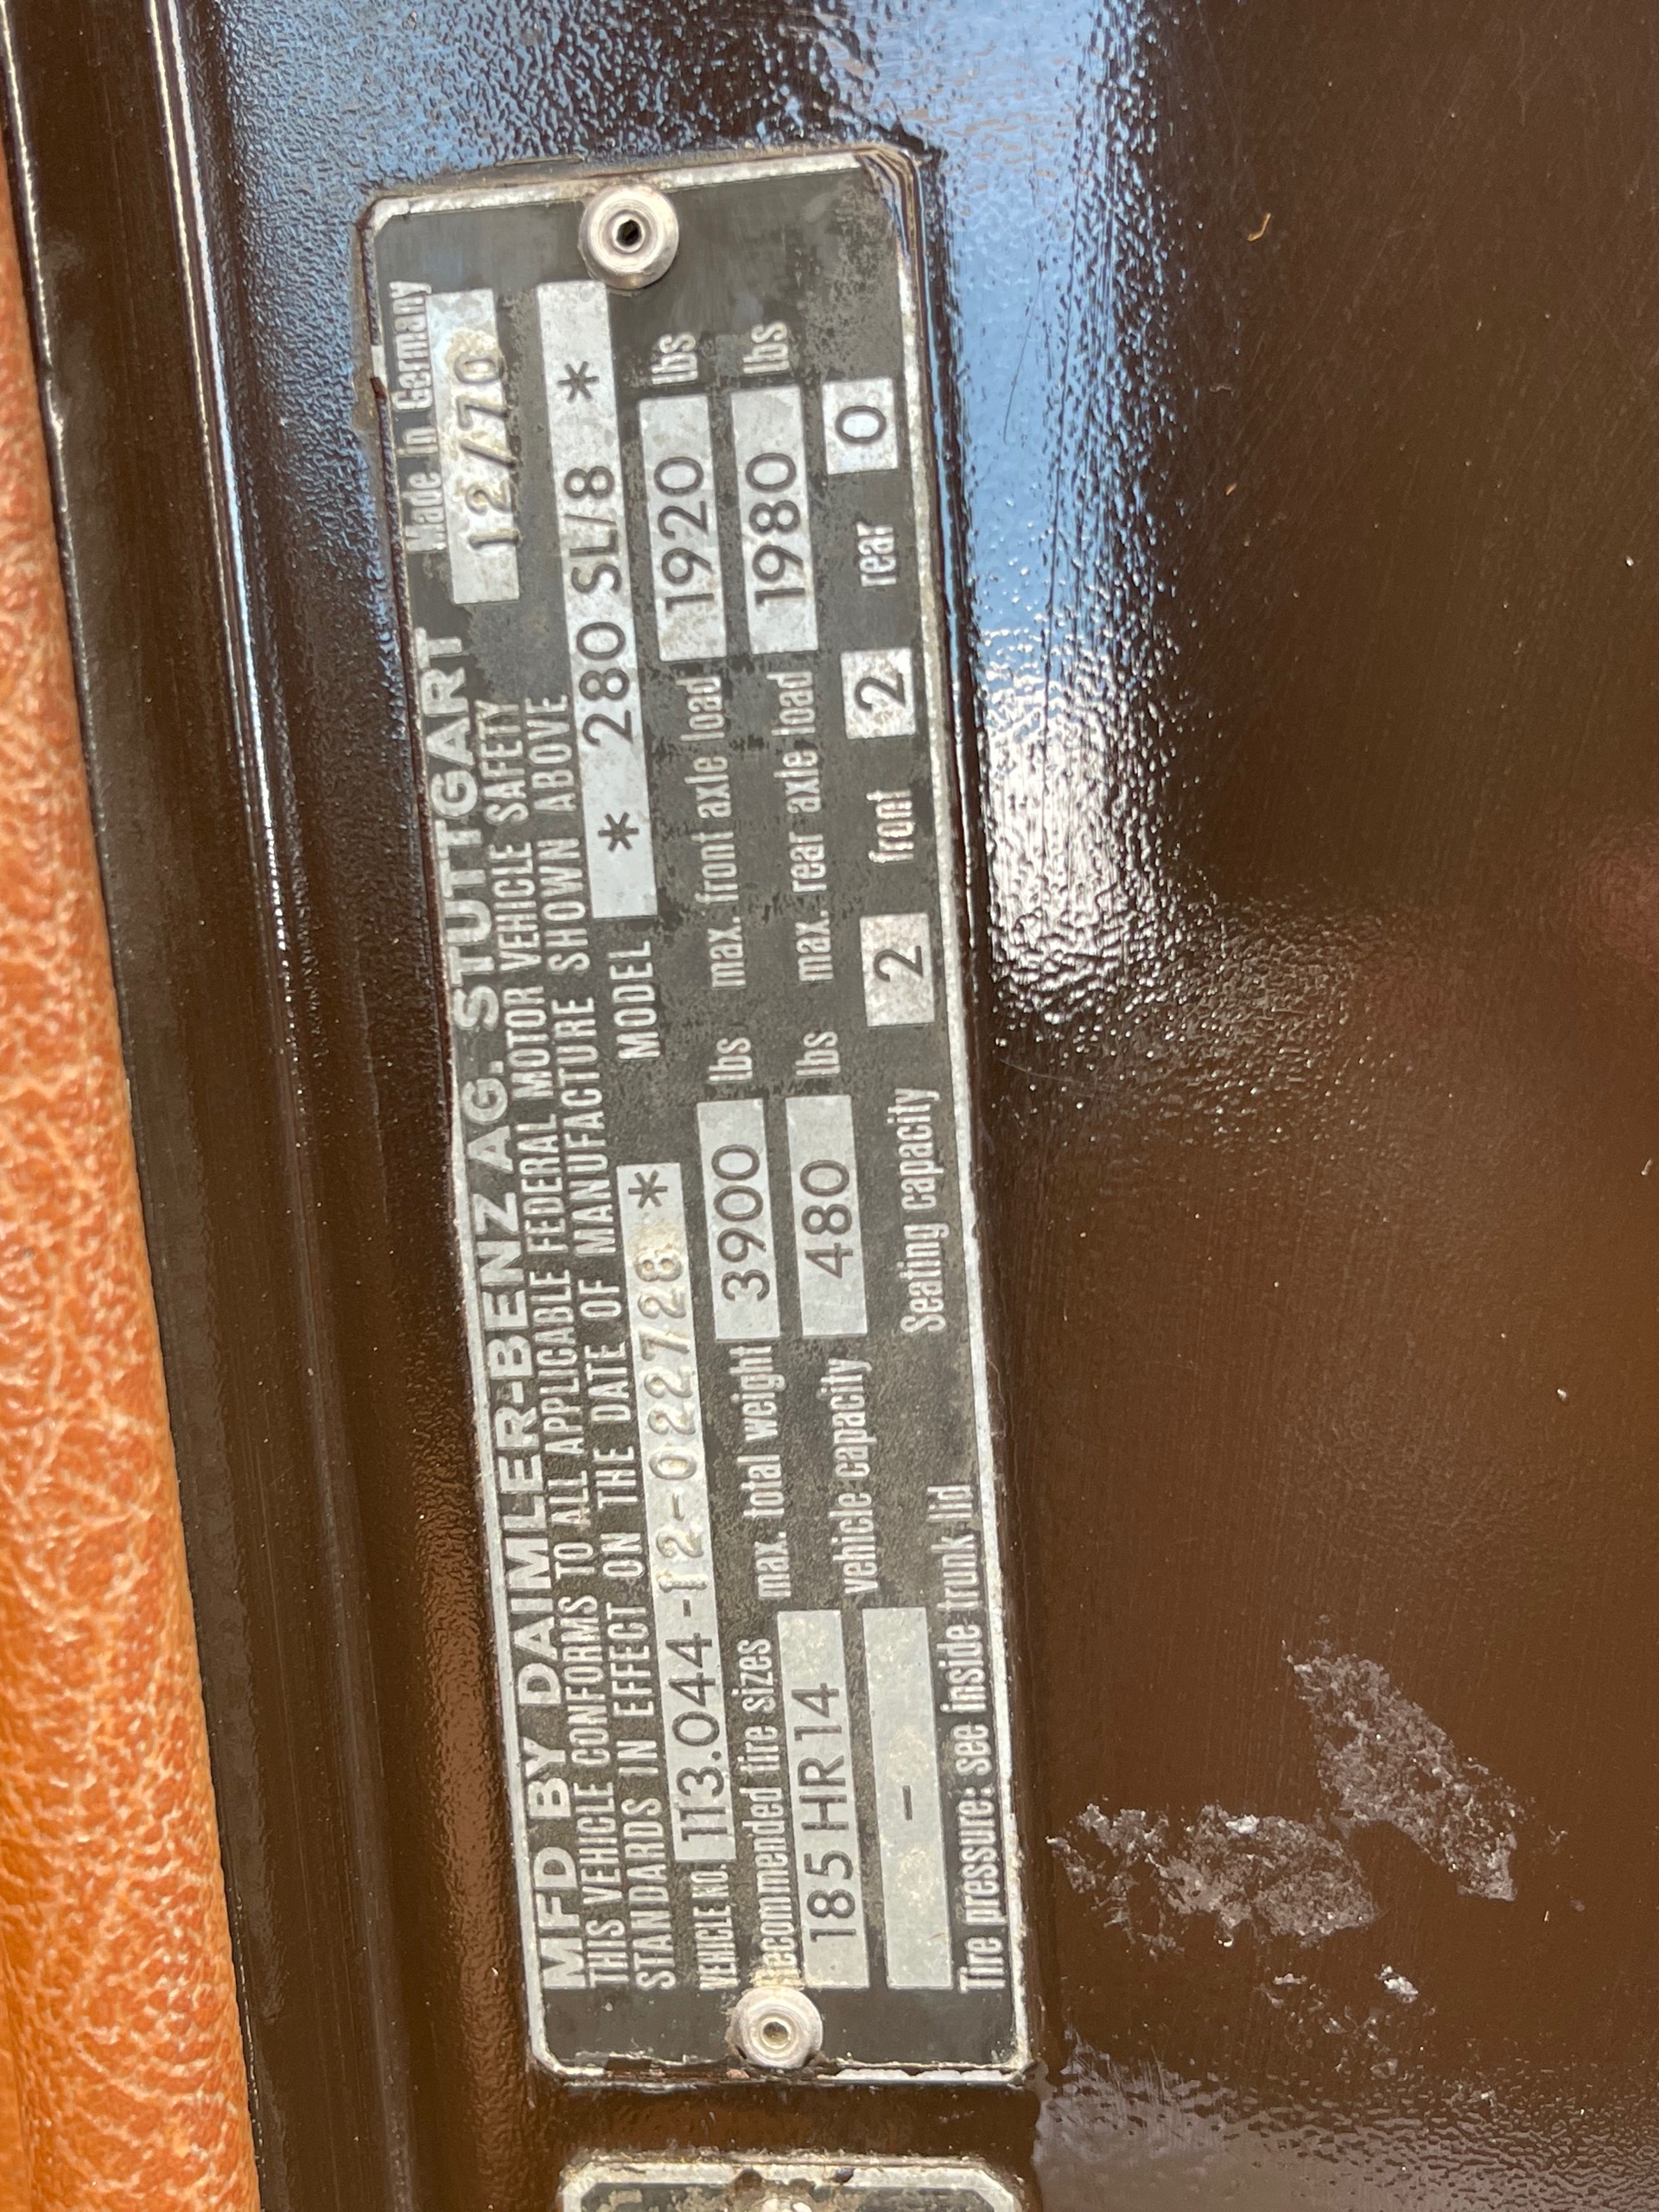 MFD BY DAIMLER-BENZ AG. STUTTGART Made in Germany
THIS VEHICLE CONFORMS TO ALL APPLICABLE FEDERAL MOTOR VEHICLE SAFETY 12/70
STANDARDS IN EFFECT ON THE DATE OF MANUFACTURE SHOWN ABOVE
VEHICLE NO. 113.044-12-022728 * MODEL * 280 SL/8 *
recommended tire sizes max. total weight 3900 lbs max. front axle load 1920 lbs
185 HR 14 vehicle capacity 480 lbs max. rear axle load 1980 lbs
– Seating capacity 2 front 2 rear 0
Tire pressure: see inside trunk lid